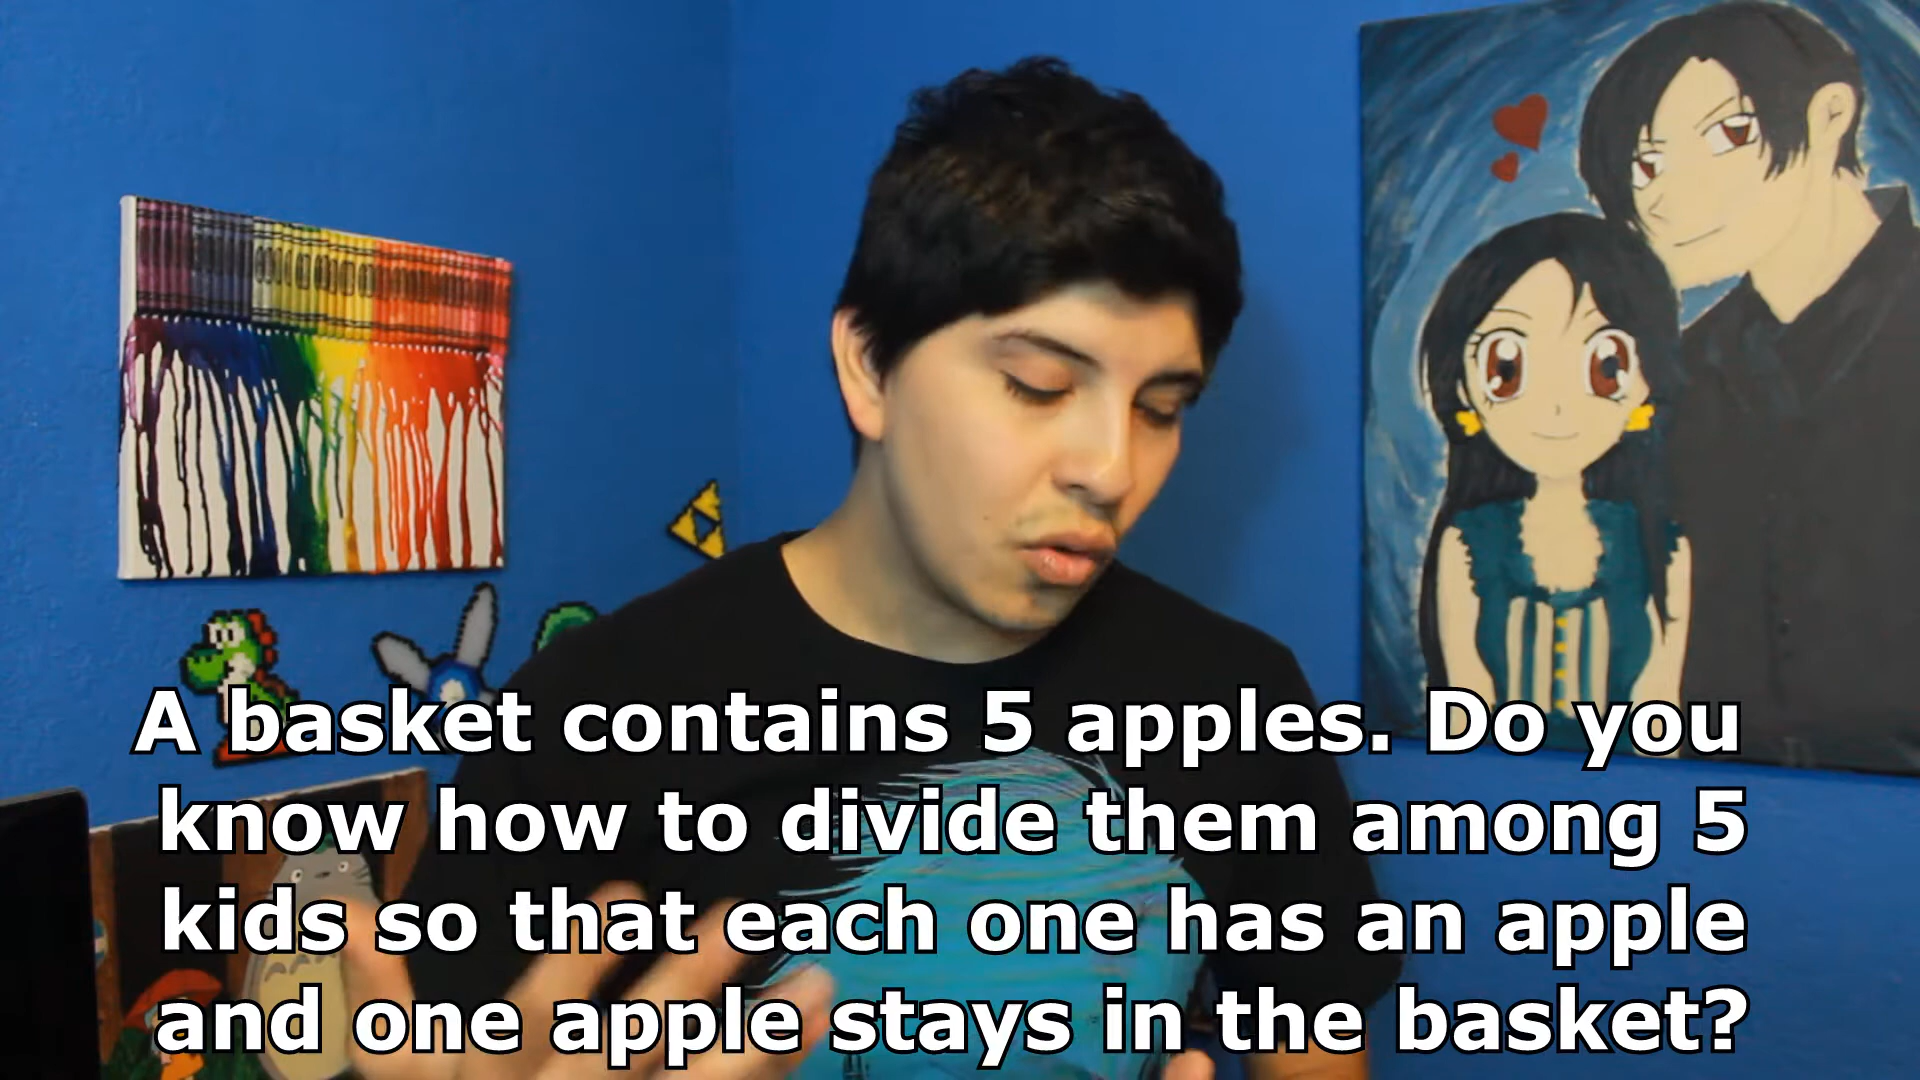 A basket contains 5 apples. Do you
know how to divide them among 5
kids so that each one has an apple
and one apple stays in the basket?